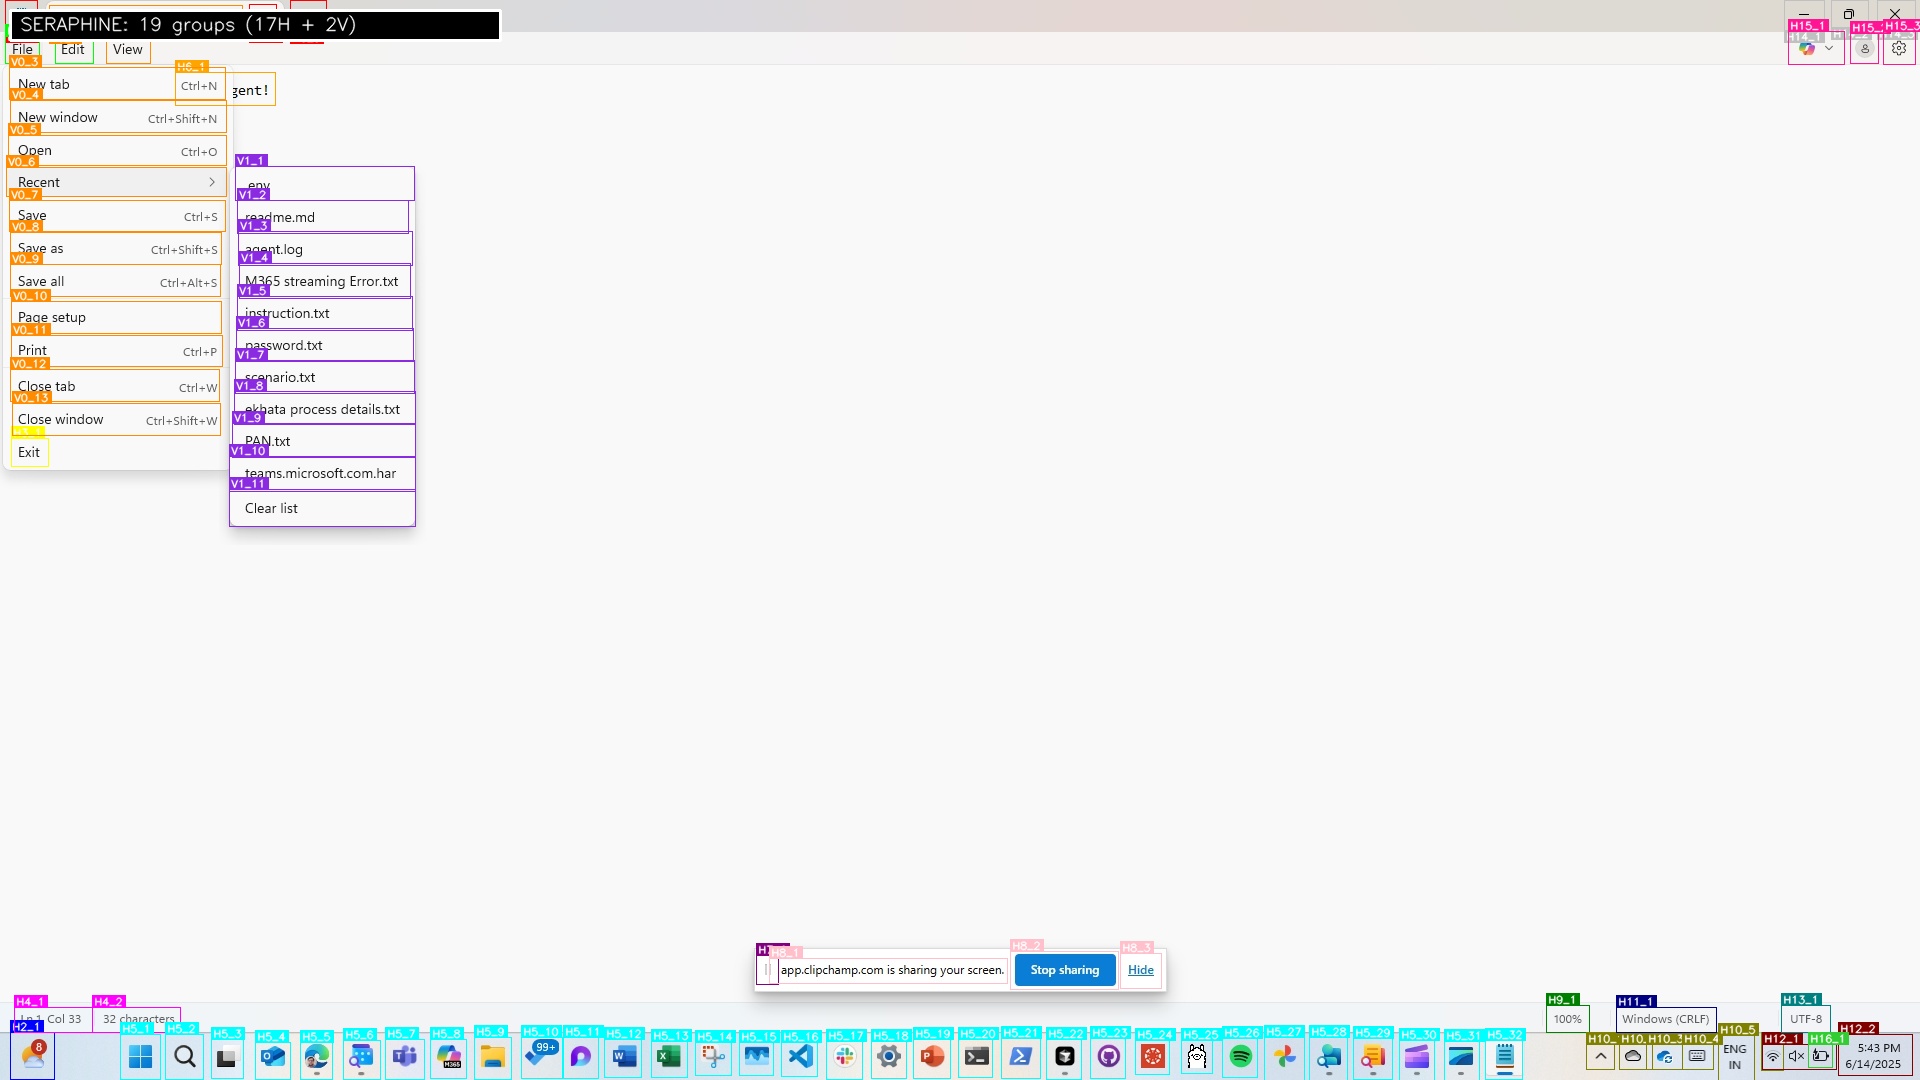 SERAPHINE: 19 groups (17H + 2V)
File Edit View
H15_1 H15_3
V0_3
H6_1
New tab Ctrl+N
gent!
V0_4
New window Ctrl+Shift+N
V0_5
Open Ctrl+O
V0_6
Recent
V0_7
Save Ctrl+S
V0_8
Save as Ctrl+Shift+S
V0_9
Save all Ctrl+Alt+S
V0_10
Page setup
V0_11
Print Ctrl+P
V0_12
Close tab Ctrl+W
V0_13
Close window Ctrl+Shift+W
Exit
V1_1
.env
V1_2
readme.md
V1_3
agent.log
V1_4
M365 streaming Error.txt
V1_5
instruction.txt
V1_6
password.txt
V1_7
scenario.txt
V1_8
ekhata process details.txt
V1_9
PAN.txt
V1_10
teams.microsoft.com.har
V1_11
Clear list
H8_1 H8_2 H8_3
app.clipchamp.com is sharing your screen. Stop sharing Hide
H4_1 H4_2 H9_1 H11_1 H13_1
Ln 1, Col 33 32 characters 100% Windows (CRLF) UTF-8
H2_1 H5_1 H5_2 H5_3 H5_4 H5_5 H5_6 H5_7 H5_8 H5_9 H5_10 H5_11 H5_12 H5_13 H5_14 H5_15 H5_16 H5_17 H5_18 H5_19 H5_20 H5_21 H5_22 H5_23 H5_24 H5_25 H5_26 H5_27 H5_28 H5_29 H5_30 H5_31 H5_32 H10_4 H10_5 H12_1 H16_1 H12_2
8 99+ M365
ENG
IN
5:43 PM
6/14/2025